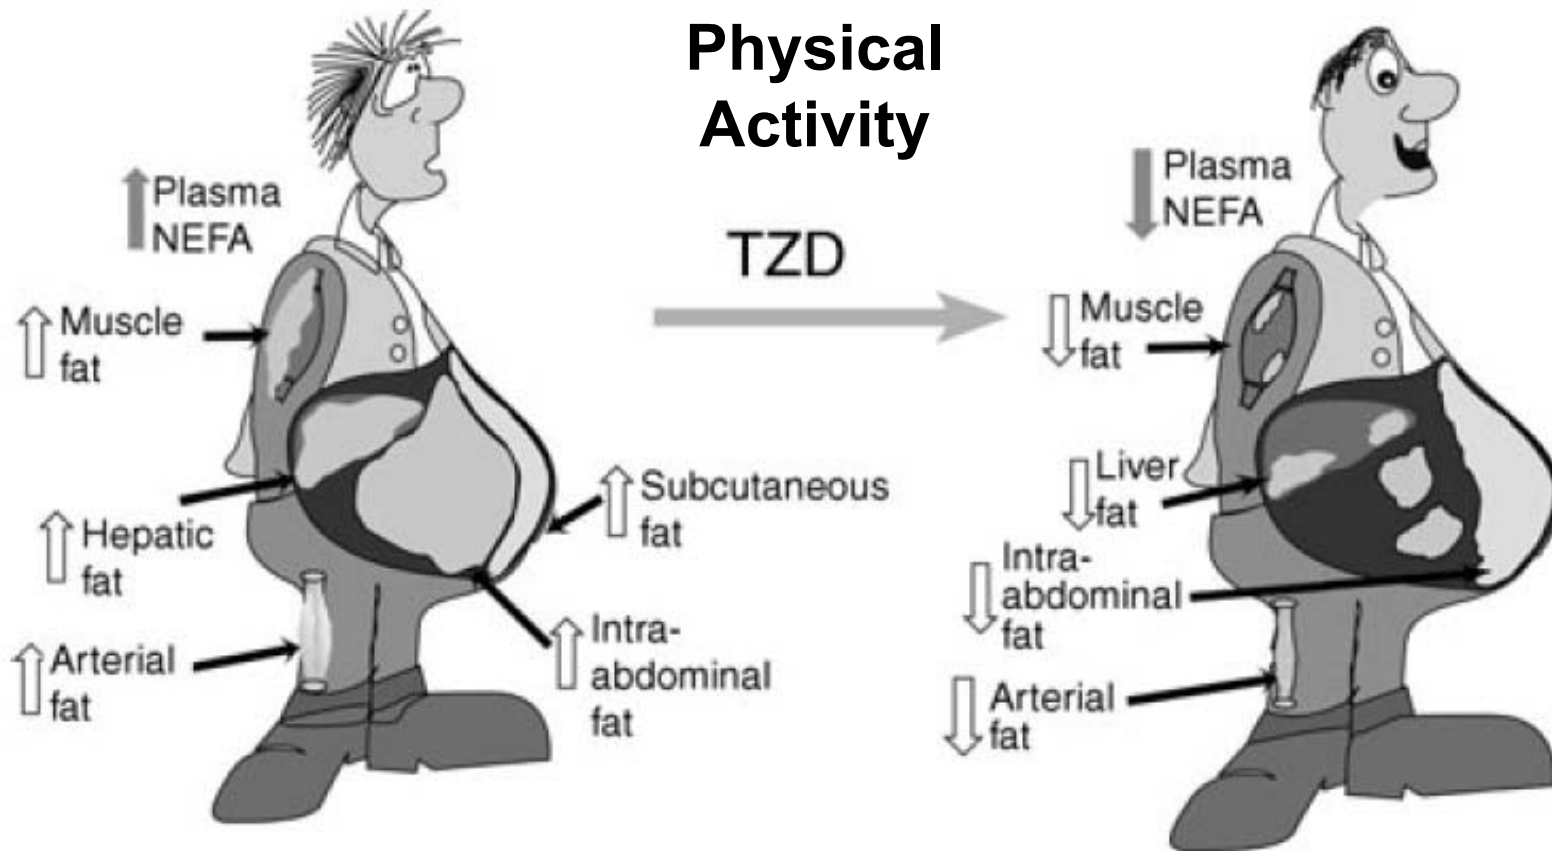 Physical
Activity
Plasma
NEFA
Muscle
fat
Hepatic
fat
Arterial
fat
Subcutaneous
fat
Intra-
abdominal
fat
TZD
Plasma
NEFA
Muscle
fat
Liver
fat
Intra-
abdominal
fat
Arterial
fat